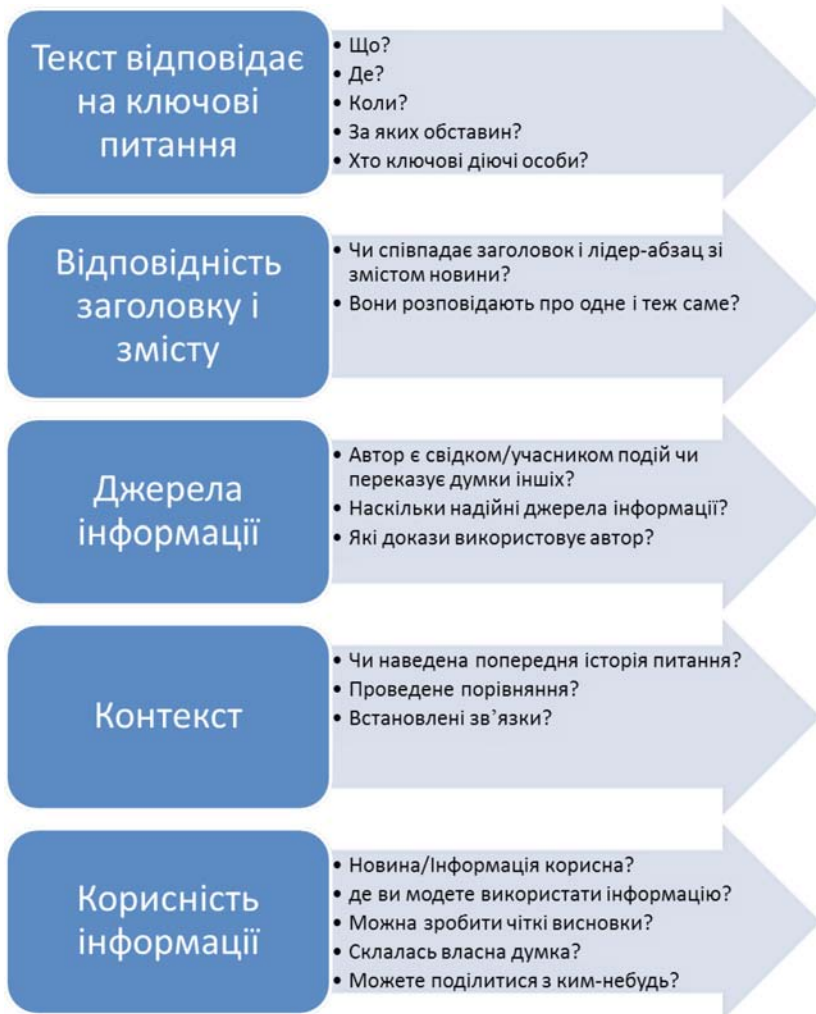 Текст відповідає
на ключові
питання
• Що?
• Де?
• Коли?
• За яких обставин?
• Хто ключові діючі особи?
Відповідність
заголовку і
змісту
• Чи співпадає заголовок і лідер-абзац зі
змістом новини?
• Вони розповідають про одне і теж саме?
Джерела
інформації
• Автор є свідком/учасником подій чи
переказує думки інших?
• Наскільки надійні джерела інформації?
• Які докази використовує автор?
Контекст
• Чи наведена попередня історія питання?
• Проведене порівняння?
• Встановлені зв’язки?
Корисність
інформації
• Новина/Інформація корисна?
• де ви модете використати інформацію?
• Можна зробити чіткі висновки?
• Склалась власна думка?
• Можете поділитися з ким-небудь?